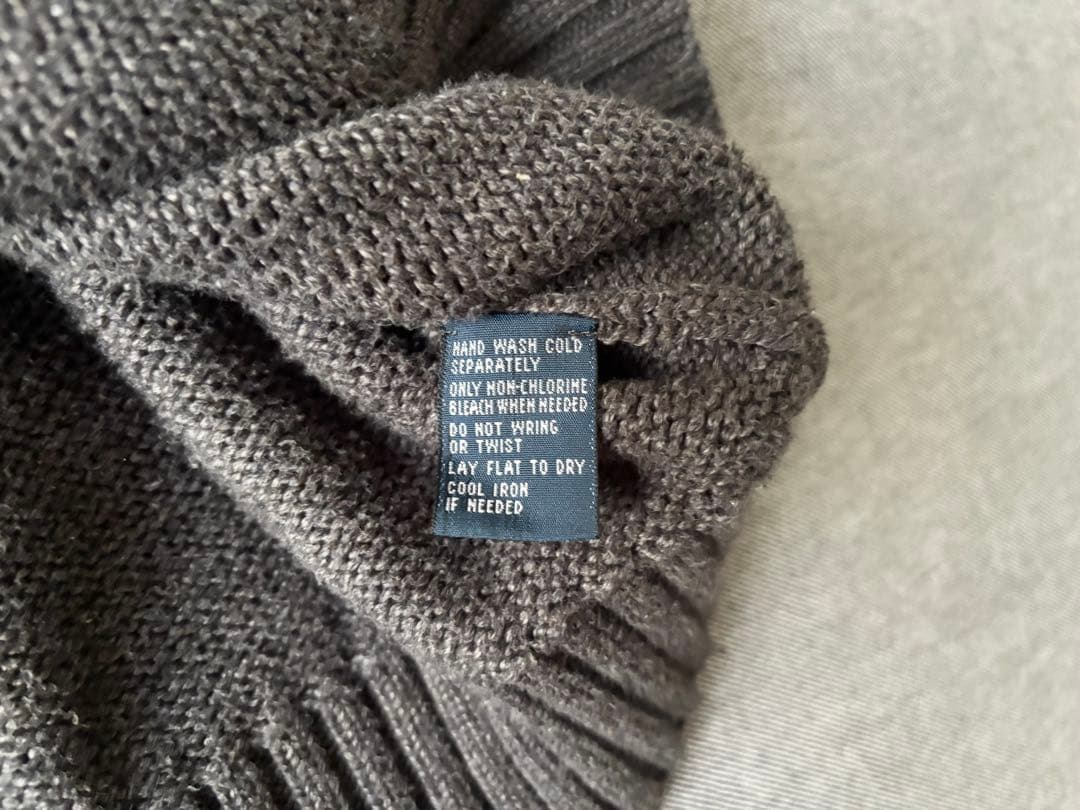 HAND WASH COLD
SEPARATELY
ONLY NON-CHLORINE
BLEACH WHEN NEEDED
DO NOT WRING
OR TWIST
LAY FLAT TO DRY
COOL IRON
IF NEEDED